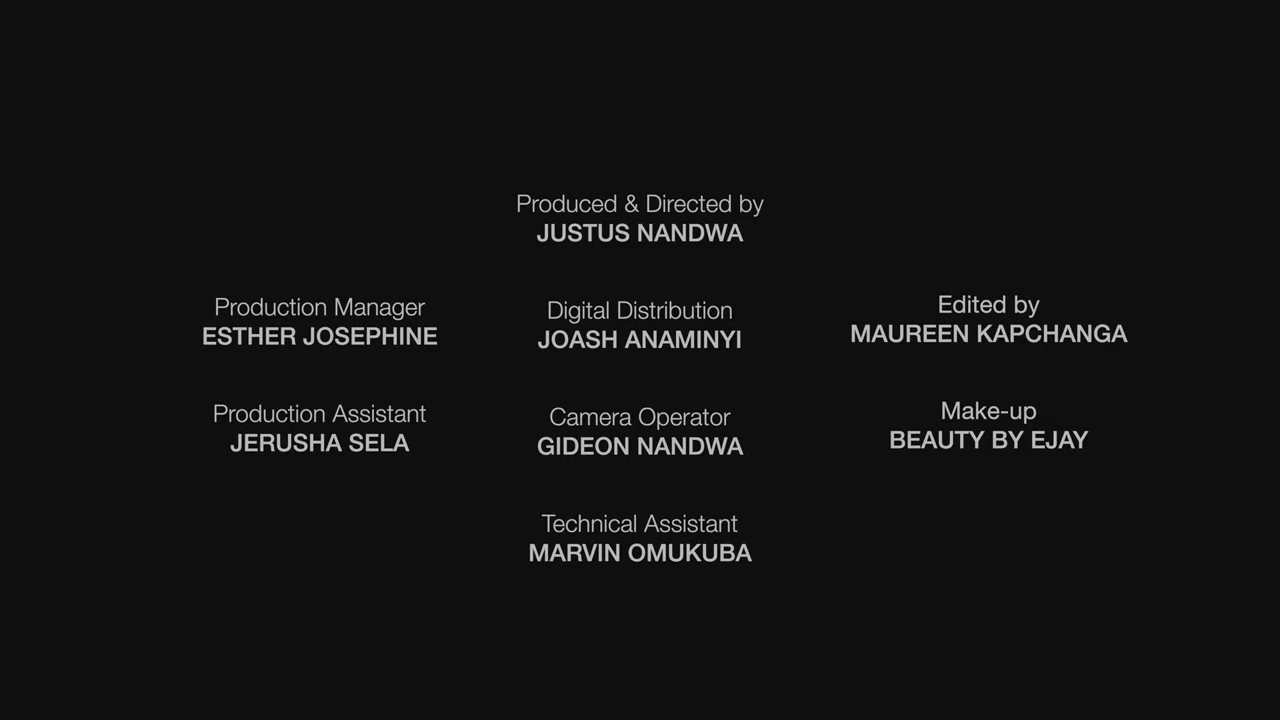 Produced & Directed by
JUSTUS NANDWA
Production Manager
ESTHER JOSEPHINE
Digital Distribution
JOASH ANAMINYI
Edited by
MAUREEN KAPCHANGA
Production Assistant
JERUSHA SELA
Camera Operator
GIDEON NANDWA
Make-up
BEAUTY BY EJAY
Technical Assistant
MARVIN OMUKUBA